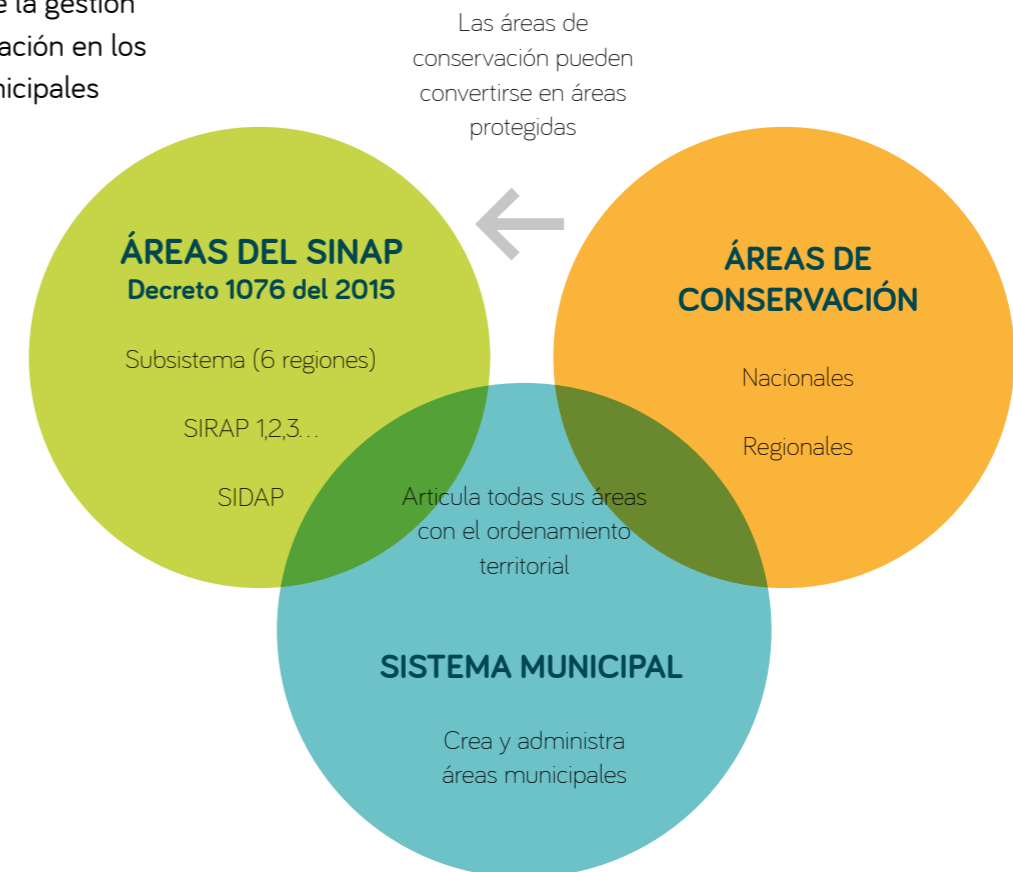 e la gestión
ación en los
nicipales
Las áreas de
conservación pueden
convertirse en áreas
protegidas
ÁREAS DEL SINAP
Decreto 1076 del 2015
Subsistema (6 regiones)
SIRAP 1,2,3...
SIDAP
ÁREAS DE
CONSERVACIÓN
Nacionales
Regionales
Articula todas sus áreas
con el ordenamiento
territorial
SISTEMA MUNICIPAL
Crea y administra
áreas municipales